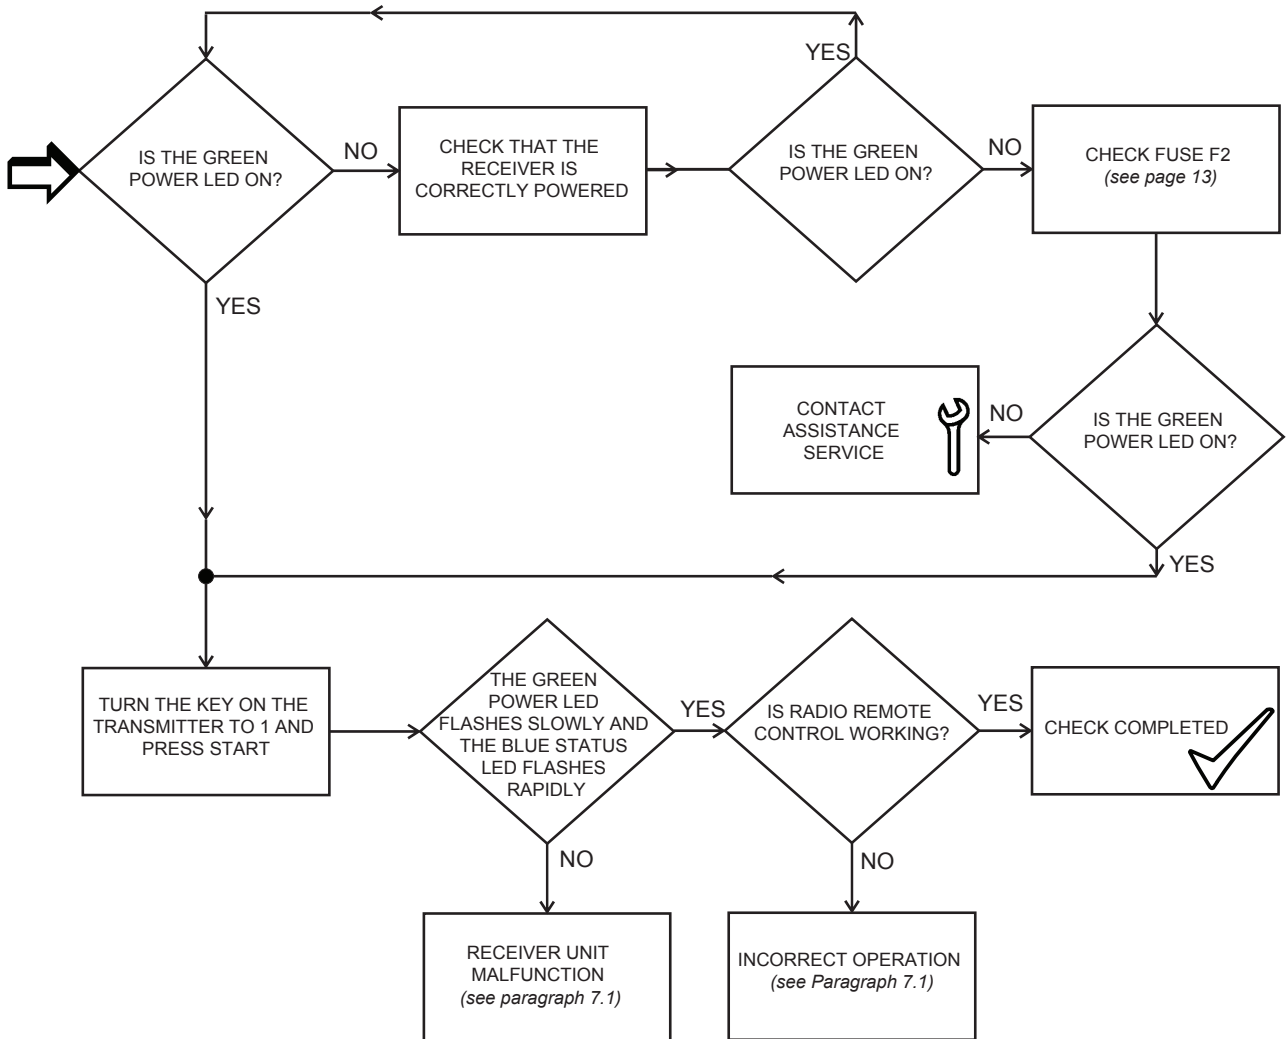 YES
IS THE GREEN
POWER LED ON?
NO
CHECK THAT THE
RECEIVER IS
CORRECTLY POWERED
IS THE GREEN
POWER LED ON?
NO
CHECK FUSE F2
(see page 13)
YES
CONTACT
ASSISTANCE
SERVICE
NO
IS THE GREEN
POWER LED ON?
YES
TURN THE KEY ON THE
TRANSMITTER TO 1 AND
PRESS START
THE GREEN
POWER LED
FLASHES SLOWLY AND
THE BLUE STATUS
LED FLASHES
RAPIDLY
YES
IS RADIO REMOTE
CONTROL WORKING?
YES
CHECK COMPLETED
NO
NO
RECEIVER UNIT
MALFUNCTION
(see paragraph 7.1)
INCORRECT OPERATION
(see Paragraph 7.1)